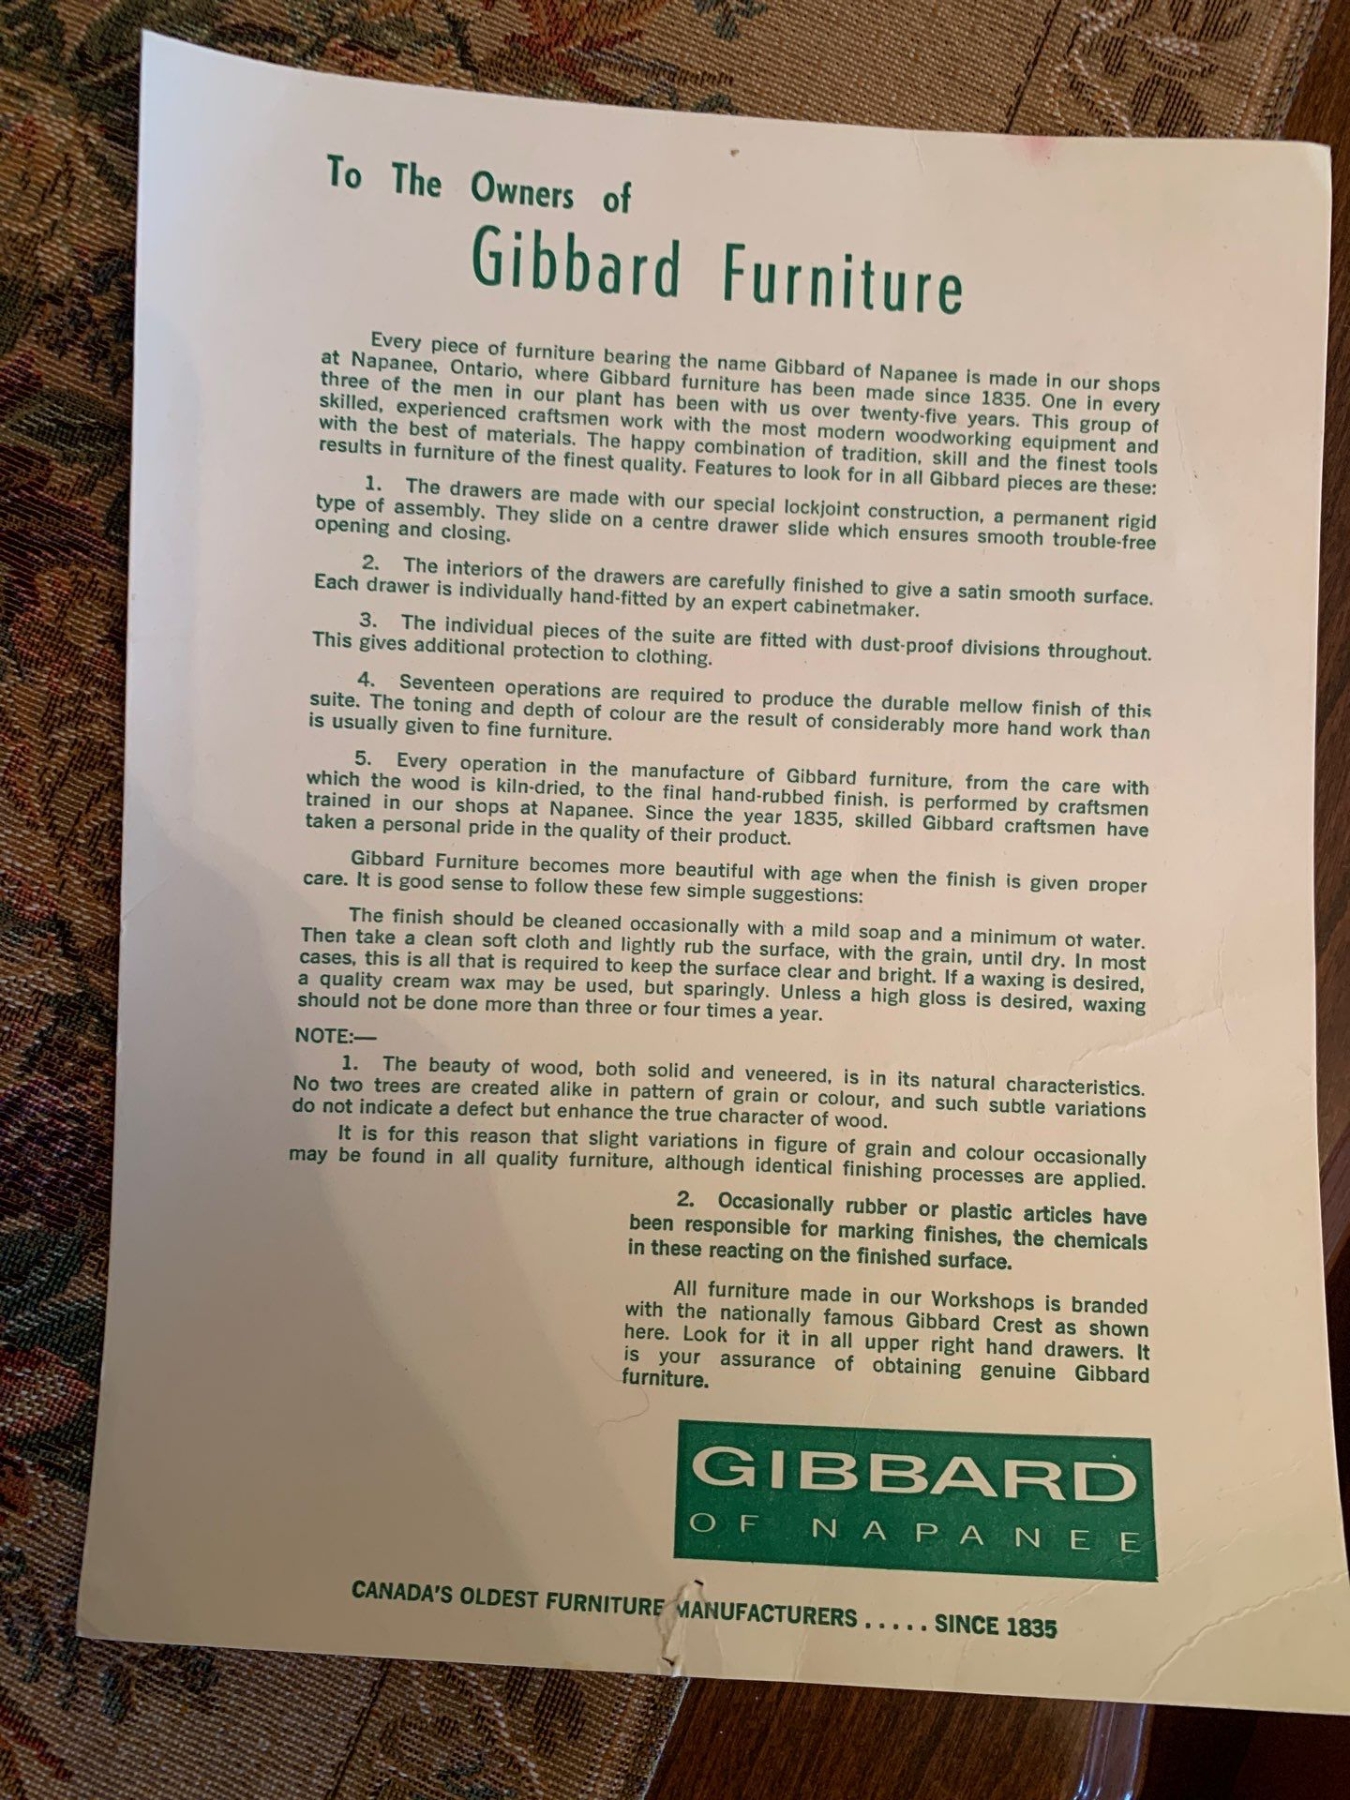 To The Owners of
Gibbard Furniture
Every piece of furniture bearing the name Gibbard of Napanee is made in our shops
at Napanee, Ontario, where Gibbard furniture has been made since 1835. One in every
three of the men in our plant has been with us over twenty-five years. This group of
skilled, experienced craftsmen work with the most modern woodworking equipment and
with the best of materials. The happy combination of tradition, skill and the finest tools
results in furniture of the finest quality. Features to look for in all Gibbard pieces are these:
1. The drawers are made with our special lockjoint construction, a permanent rigid
type of assembly. They slide on a centre drawer slide which ensures smooth trouble-free
opening and closing.
2. The interiors of the drawers are carefully finished to give a satin smooth surface.
Each drawer is individually hand-fitted by an expert cabinetmaker.
3. The individual pieces of the suite are fitted with dust-proof divisions throughout.
This gives additional protection to clothing.
4. Seventeen operations are required to produce the durable mellow finish of this
suite. The toning and depth of colour are the result of considerably more hand work than
is usually given to fine furniture.
5. Every operation in the manufacture of Gibbard furniture, from the care with
which the wood is kiln-dried, to the final hand-rubbed finish, is performed by craftsmen
trained in our shops at Napanee. Since the year 1835, skilled Gibbard craftsmen have
taken a personal pride in the quality of their product.
Gibbard Furniture becomes more beautiful with age when the finish is given proper
care. It is good sense to follow these few simple suggestions:
The finish should be cleaned occasionally with a mild soap and a minimum of water.
Then take a clean soft cloth and lightly rub the surface, with the grain, until dry. In most
cases, this is all that is required to keep the surface clear and bright. If a waxing is desired,
a quality cream wax may be used, but sparingly. Unless a high gloss is desired, waxing
should not be done more than three or four times a year.
NOTE:—
1. The beauty of wood, both solid and veneered, is in its natural characteristics.
No two trees are created alike in pattern of grain or colour, and such subtle variations
do not indicate a defect but enhance the true character of wood.
It is for this reason that slight variations in figure of grain and colour occasionally
may be found in all quality furniture, although identical finishing processes are applied.
2. Occasionally rubber or plastic articles have
been responsible for marking finishes, the chemicals
in these reacting on the finished surface.
All furniture made in our Workshops is branded
with the nationally famous Gibbard Crest as shown
here. Look for it in all upper right hand drawers. It
is your assurance of obtaining genuine Gibbard
furniture.
GIBBARD
OF NAPANEE
CANADA'S OLDEST FURNITURE MANUFACTURERS ..... SINCE 1835